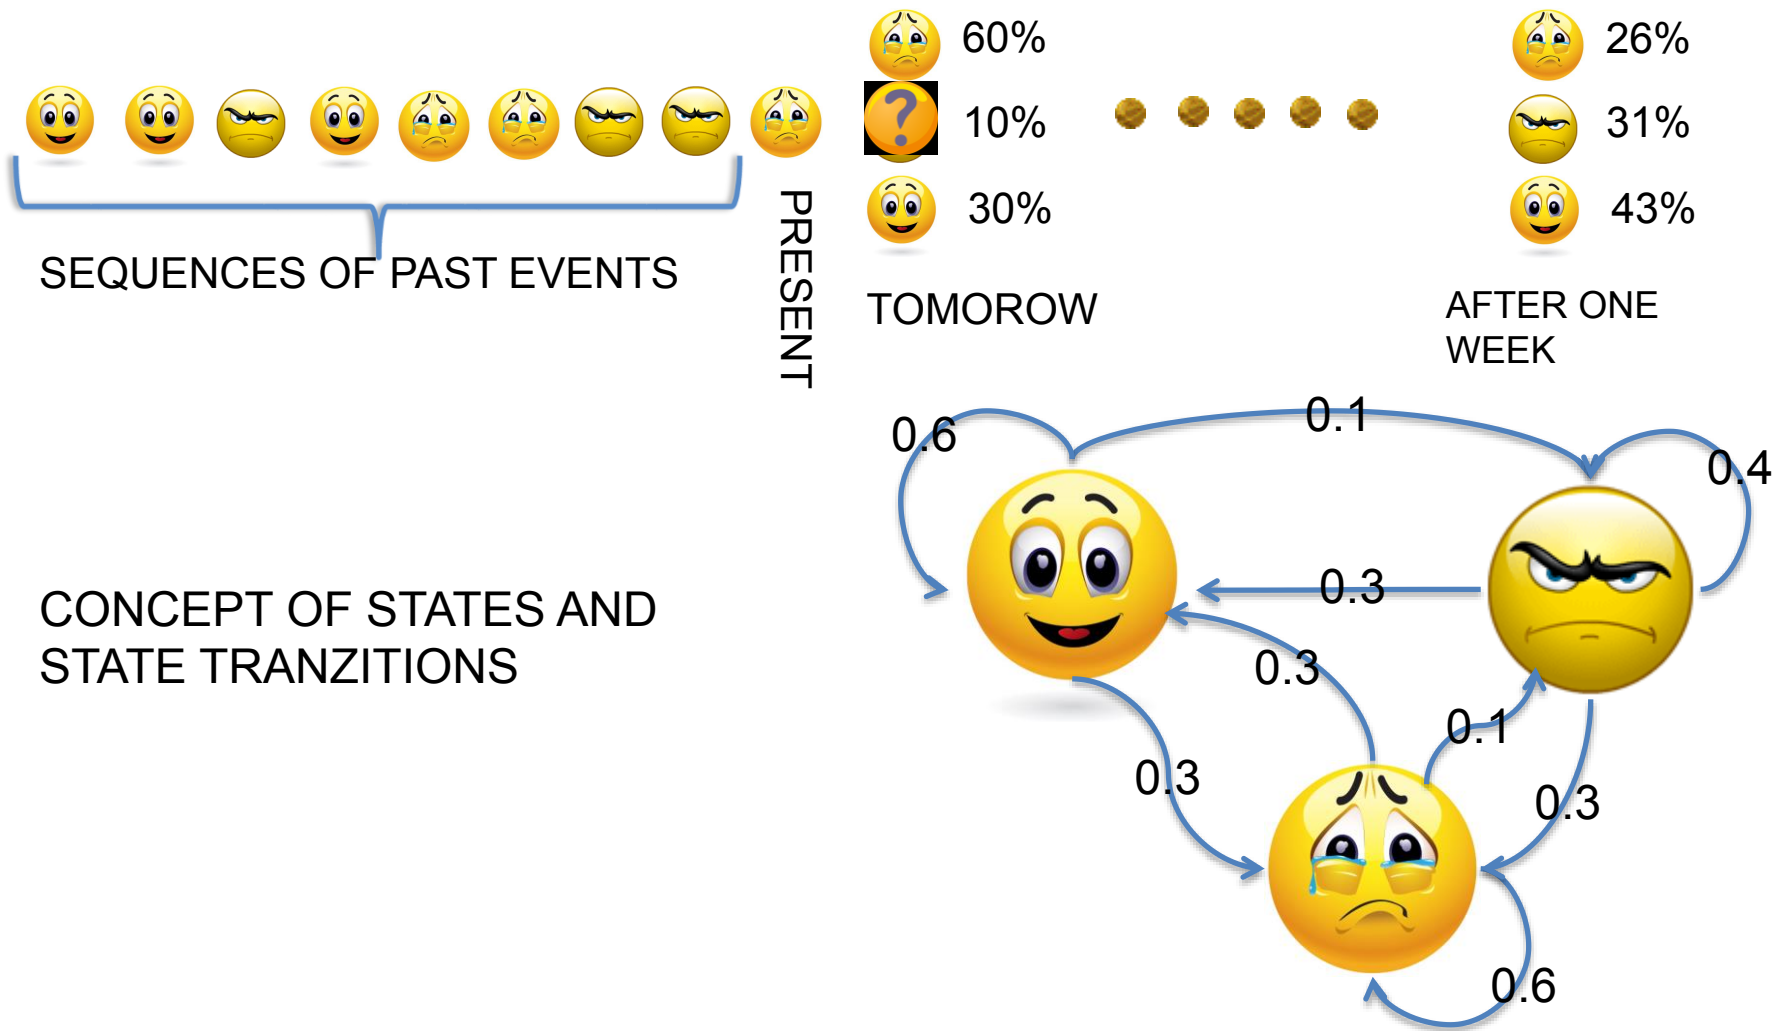 60%
10%
30%
26%
31%
43%
?
SEQUENCES OF PAST EVENTS
PRESENT
TOMOROW
AFTER ONE
WEEK
CONCEPT OF STATES AND
STATE TRANZITIONS
0.6
0.1
0.4
0.3
0.3
0.1
0.3
0.3
0.6